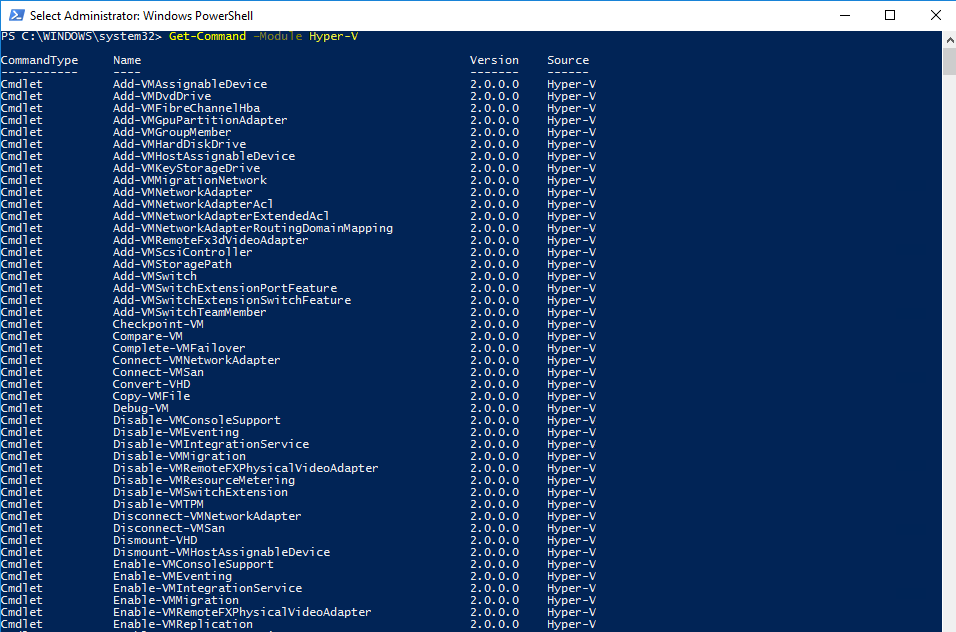 Select Administrator: Windows PowerShell
PS C:\WINDOWS\system32> Get-Command -Module Hyper-V
CommandType Name Version Source
----------- ---- ------- ------
Cmdlet Add-VMAssignableDevice 2.0.0.0 Hyper-V
Cmdlet Add-VMDvdDrive 2.0.0.0 Hyper-V
Cmdlet Add-VMFibreChannelHba 2.0.0.0 Hyper-V
Cmdlet Add-VMGpuPartitionAdapter 2.0.0.0 Hyper-V
Cmdlet Add-VMGroupMember 2.0.0.0 Hyper-V
Cmdlet Add-VMHardDiskDrive 2.0.0.0 Hyper-V
Cmdlet Add-VMHostAssignableDevice 2.0.0.0 Hyper-V
Cmdlet Add-VMKeyStorageDrive 2.0.0.0 Hyper-V
Cmdlet Add-VMMigrationNetwork 2.0.0.0 Hyper-V
Cmdlet Add-VMNetworkAdapter 2.0.0.0 Hyper-V
Cmdlet Add-VMNetworkAdapterAcl 2.0.0.0 Hyper-V
Cmdlet Add-VMNetworkAdapterExtendedAcl 2.0.0.0 Hyper-V
Cmdlet Add-VMNetworkAdapterRoutingDomainMapping 2.0.0.0 Hyper-V
Cmdlet Add-VMRemoteFx3dVideoAdapter 2.0.0.0 Hyper-V
Cmdlet Add-VMScsiController 2.0.0.0 Hyper-V
Cmdlet Add-VMStoragePath 2.0.0.0 Hyper-V
Cmdlet Add-VMSwitch 2.0.0.0 Hyper-V
Cmdlet Add-VMSwitchExtensionPortFeature 2.0.0.0 Hyper-V
Cmdlet Add-VMSwitchExtensionSwitchFeature 2.0.0.0 Hyper-V
Cmdlet Add-VMSwitchTeamMember 2.0.0.0 Hyper-V
Cmdlet Checkpoint-VM 2.0.0.0 Hyper-V
Cmdlet Compare-VM 2.0.0.0 Hyper-V
Cmdlet Complete-VMFailover 2.0.0.0 Hyper-V
Cmdlet Connect-VMNetworkAdapter 2.0.0.0 Hyper-V
Cmdlet Connect-VMSan 2.0.0.0 Hyper-V
Cmdlet Convert-VHD 2.0.0.0 Hyper-V
Cmdlet Copy-VMFile 2.0.0.0 Hyper-V
Cmdlet Debug-VM 2.0.0.0 Hyper-V
Cmdlet Disable-VMConsoleSupport 2.0.0.0 Hyper-V
Cmdlet Disable-VMEventing 2.0.0.0 Hyper-V
Cmdlet Disable-VMIntegrationService 2.0.0.0 Hyper-V
Cmdlet Disable-VMMigration 2.0.0.0 Hyper-V
Cmdlet Disable-VMRemoteFXPhysicalVideoAdapter 2.0.0.0 Hyper-V
Cmdlet Disable-VMResourceMetering 2.0.0.0 Hyper-V
Cmdlet Disable-VMSwitchExtension 2.0.0.0 Hyper-V
Cmdlet Disable-VMTPM 2.0.0.0 Hyper-V
Cmdlet Disconnect-VMNetworkAdapter 2.0.0.0 Hyper-V
Cmdlet Disconnect-VMSan 2.0.0.0 Hyper-V
Cmdlet Dismount-VHD 2.0.0.0 Hyper-V
Cmdlet Dismount-VMHostAssignableDevice 2.0.0.0 Hyper-V
Cmdlet Enable-VMConsoleSupport 2.0.0.0 Hyper-V
Cmdlet Enable-VMEventing 2.0.0.0 Hyper-V
Cmdlet Enable-VMIntegrationService 2.0.0.0 Hyper-V
Cmdlet Enable-VMMigration 2.0.0.0 Hyper-V
Cmdlet Enable-VMRemoteFXPhysicalVideoAdapter 2.0.0.0 Hyper-V
Cmdlet Enable-VMReplication 2.0.0.0 Hyper-V